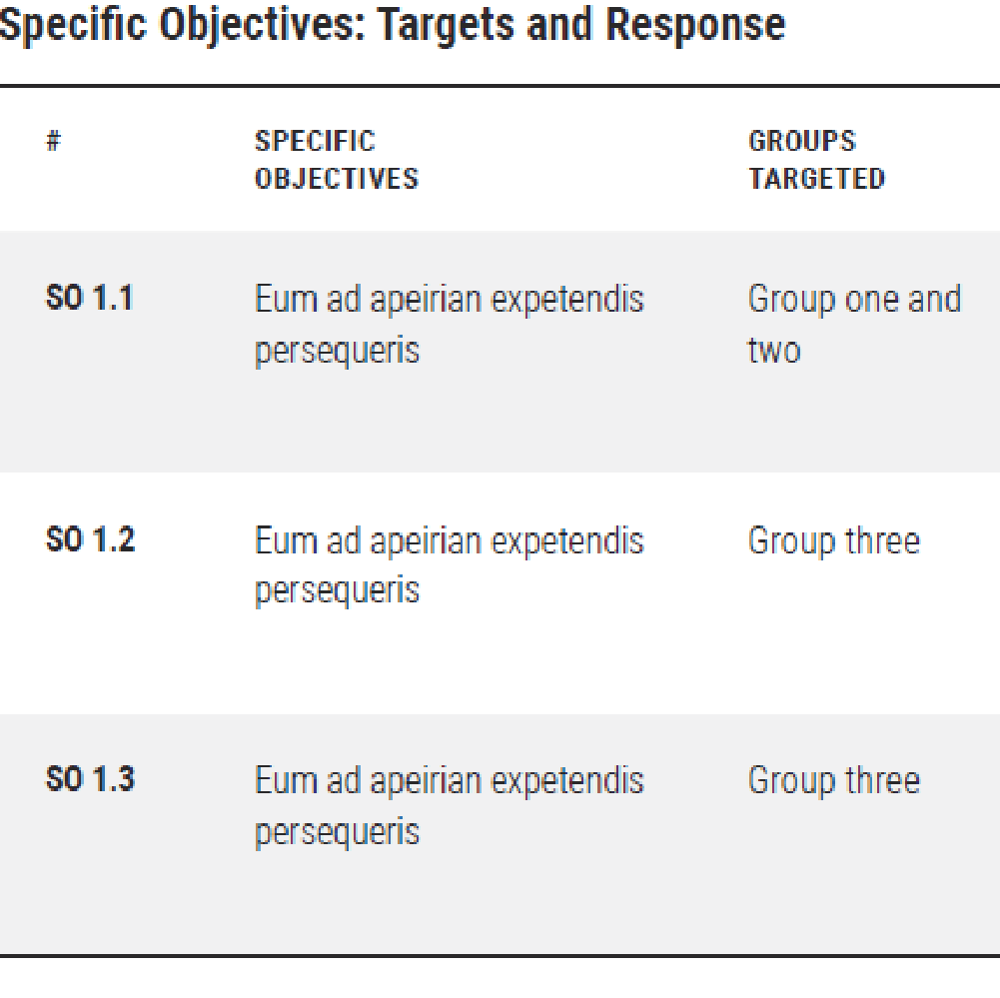 Specific Objectives: Targets and Response
# SPECIFIC OBJECTIVES GROUPS TARGETED
SO 1.1 Eum ad apeirian expetendis persequeris Group one and two
SO 1.2 Eum ad apeirian expetendis persequeris Group three
SO 1.3 Eum ad apeirian expetendis persequeris Group three